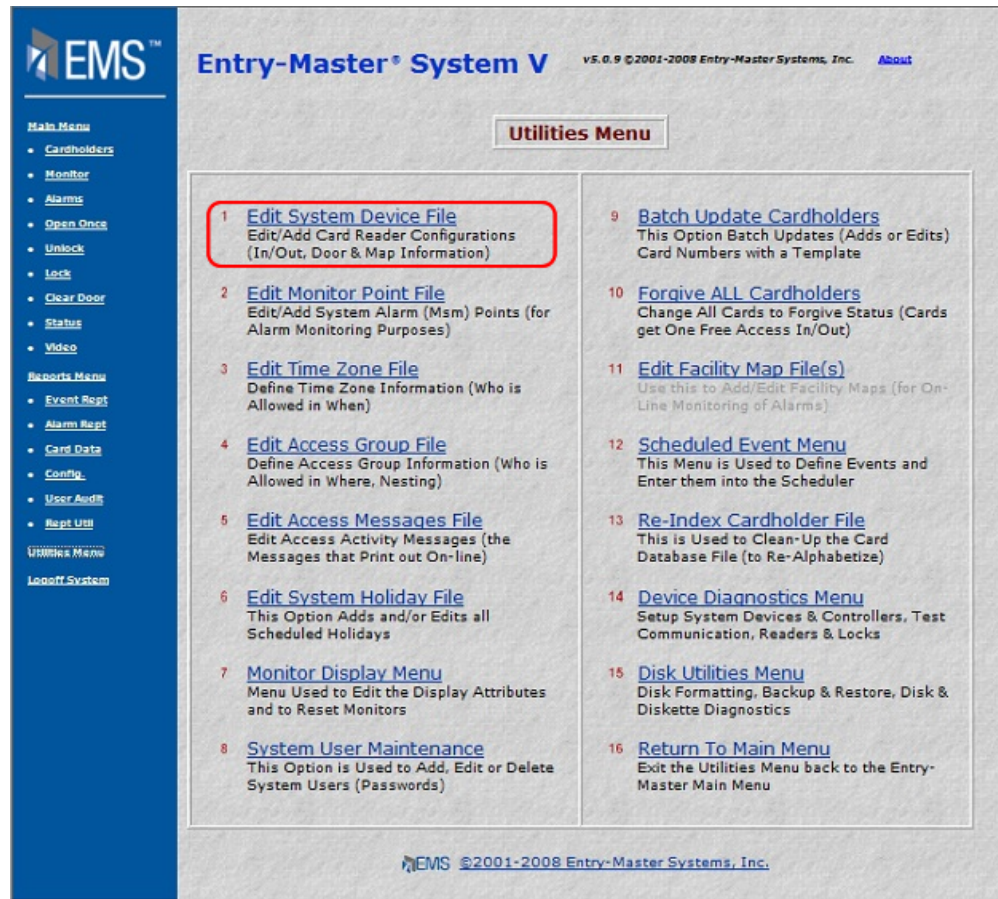 EMS™
Entry-Master® System V
v5.0.9 ©2001-2008 Entry-Master Systems, Inc.
About
Utilities Menu
Main Menu
• Cardholders
• Monitor
• Alarms
• Open Once
• Unlock
• Lock
• Clear Door
• Status
• Video
Reports Menu
• Event Rept
• Alarm Rept
• Card Data
• Config.
• User Audit
• Rept Util
Utilities Menu
Logoff System
1 Edit System Device File
Edit/Add Card Reader Configurations
(In/Out, Door & Map Information)
2 Edit Monitor Point File
Edit/Add System Alarm (Msm) Points (for
Alarm Monitoring Purposes)
3 Edit Time Zone File
Define Time Zone Information (Who is
Allowed in When)
4 Edit Access Group File
Define Access Group Information (Who is
Allowed in Where, Nesting)
5 Edit Access Messages File
Edit Access Activity Messages (the
Messages that Print out On-line)
6 Edit System Holiday File
This Option Adds and/or Edits all
Scheduled Holidays
7 Monitor Display Menu
Menu Used to Edit the Display Attributes
and to Reset Monitors
8 System User Maintenance
This Option is Used to Add, Edit or Delete
System Users (Passwords)
9 Batch Update Cardholders
This Option Batch Updates (Adds or Edits)
Card Numbers with a Template
10 Forgive ALL Cardholders
Change All Cards to Forgive Status (Cards
get One Free Access In/Out)
11 Edit Facility Map File(s)
Use this to Add/Edit Facility Maps (for On-
Line Monitoring of Alarms)
12 Scheduled Event Menu
This Menu is Used to Define Events and
Enter them into the Scheduler
13 Re-Index Cardholder File
This is Used to Clean-Up the Card
Database File (to Re-Alphabetize)
14 Device Diagnostics Menu
Setup System Devices & Controllers, Test
Communication, Readers & Locks
15 Disk Utilities Menu
Disk Formatting, Backup & Restore, Disk &
Diskette Diagnostics
16 Return To Main Menu
Exit the Utilities Menu back to the Entry-
Master Main Menu
EMS ©2001-2008 Entry-Master Systems, Inc.